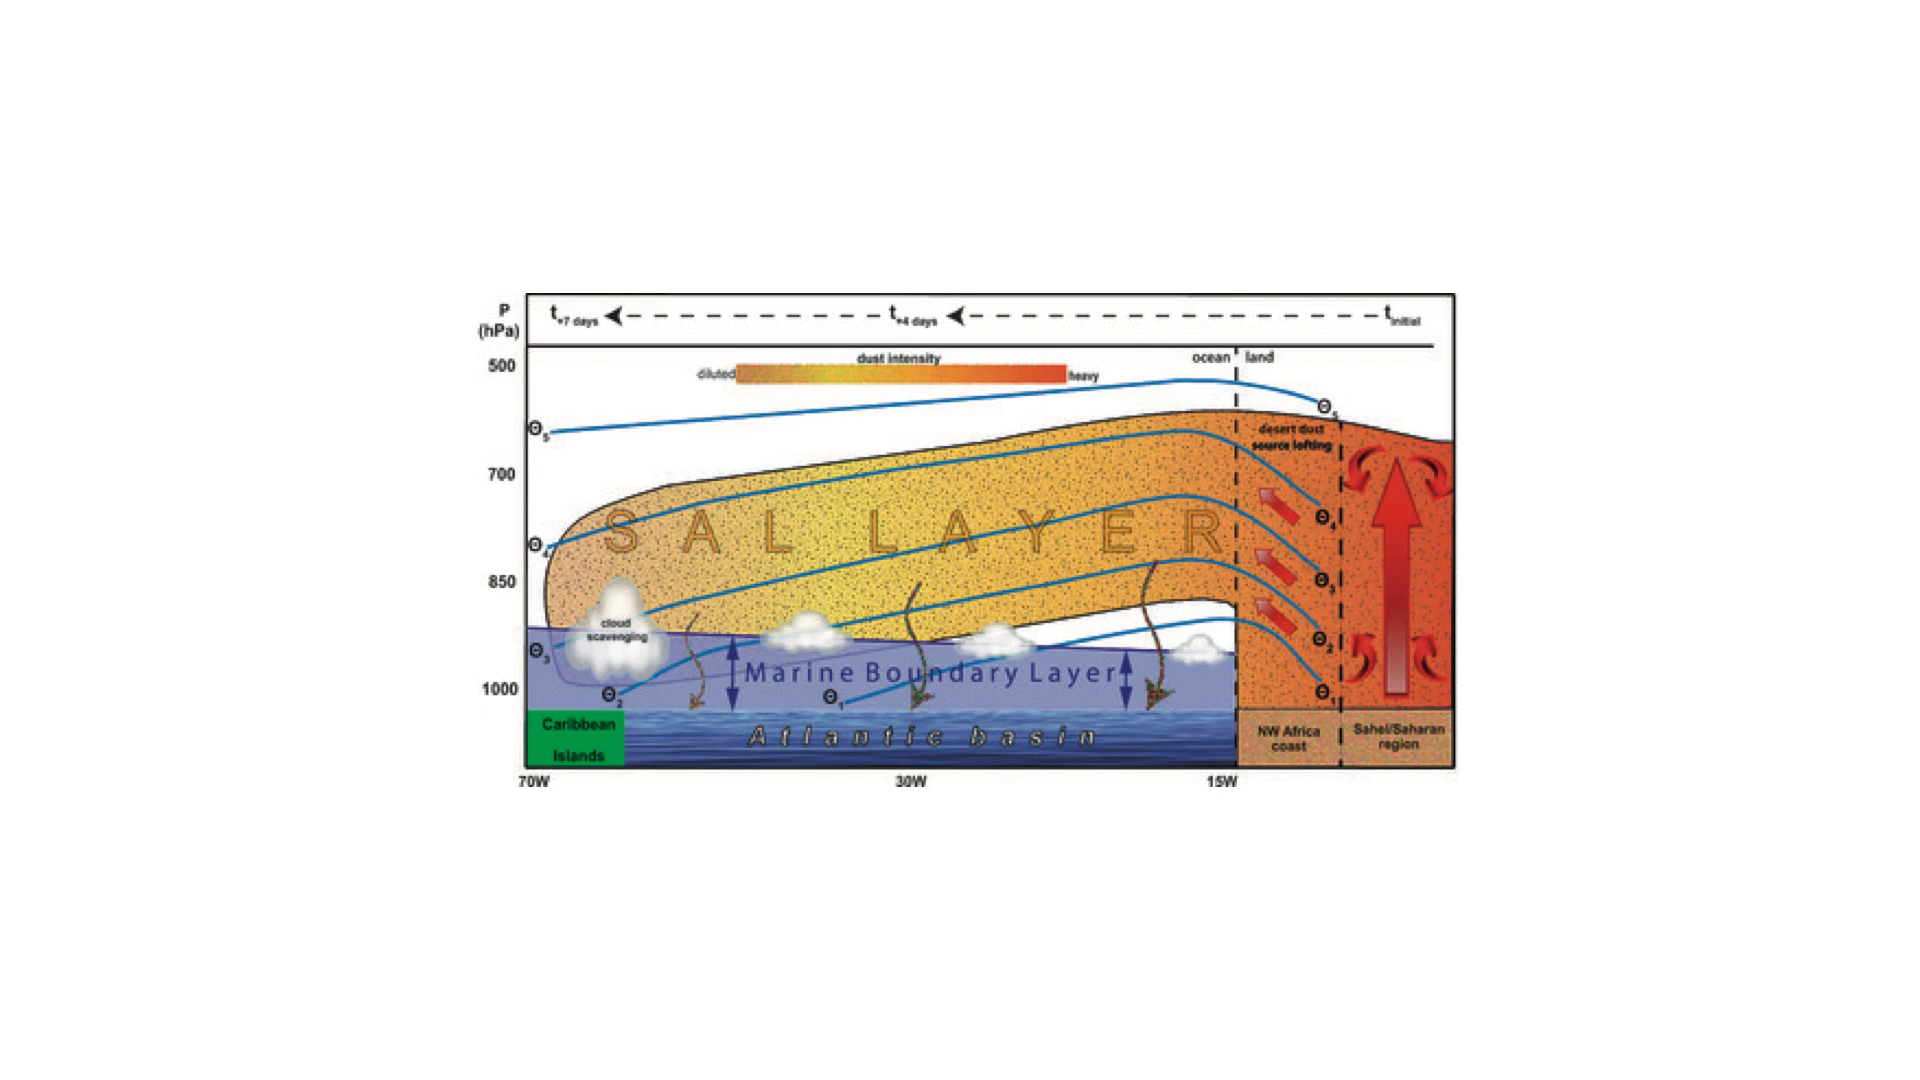 P
(hPa)
t+7 days
t+4 days
tinitial
500
700
850
1000
dust intensity
diluted
heavy
ocean
land
Θ5
Θ5
desert dust
source lofting
SAL LAYER
Θ4
Θ4
Θ3
Θ3
cloud
scavenging
Θ2
Θ2
Θ1
Θ1
Marine Boundary Layer
Atlantic basin
Caribbean
Islands
NW Africa
coast
Sahel/Saharan
region
70W
30W
15W